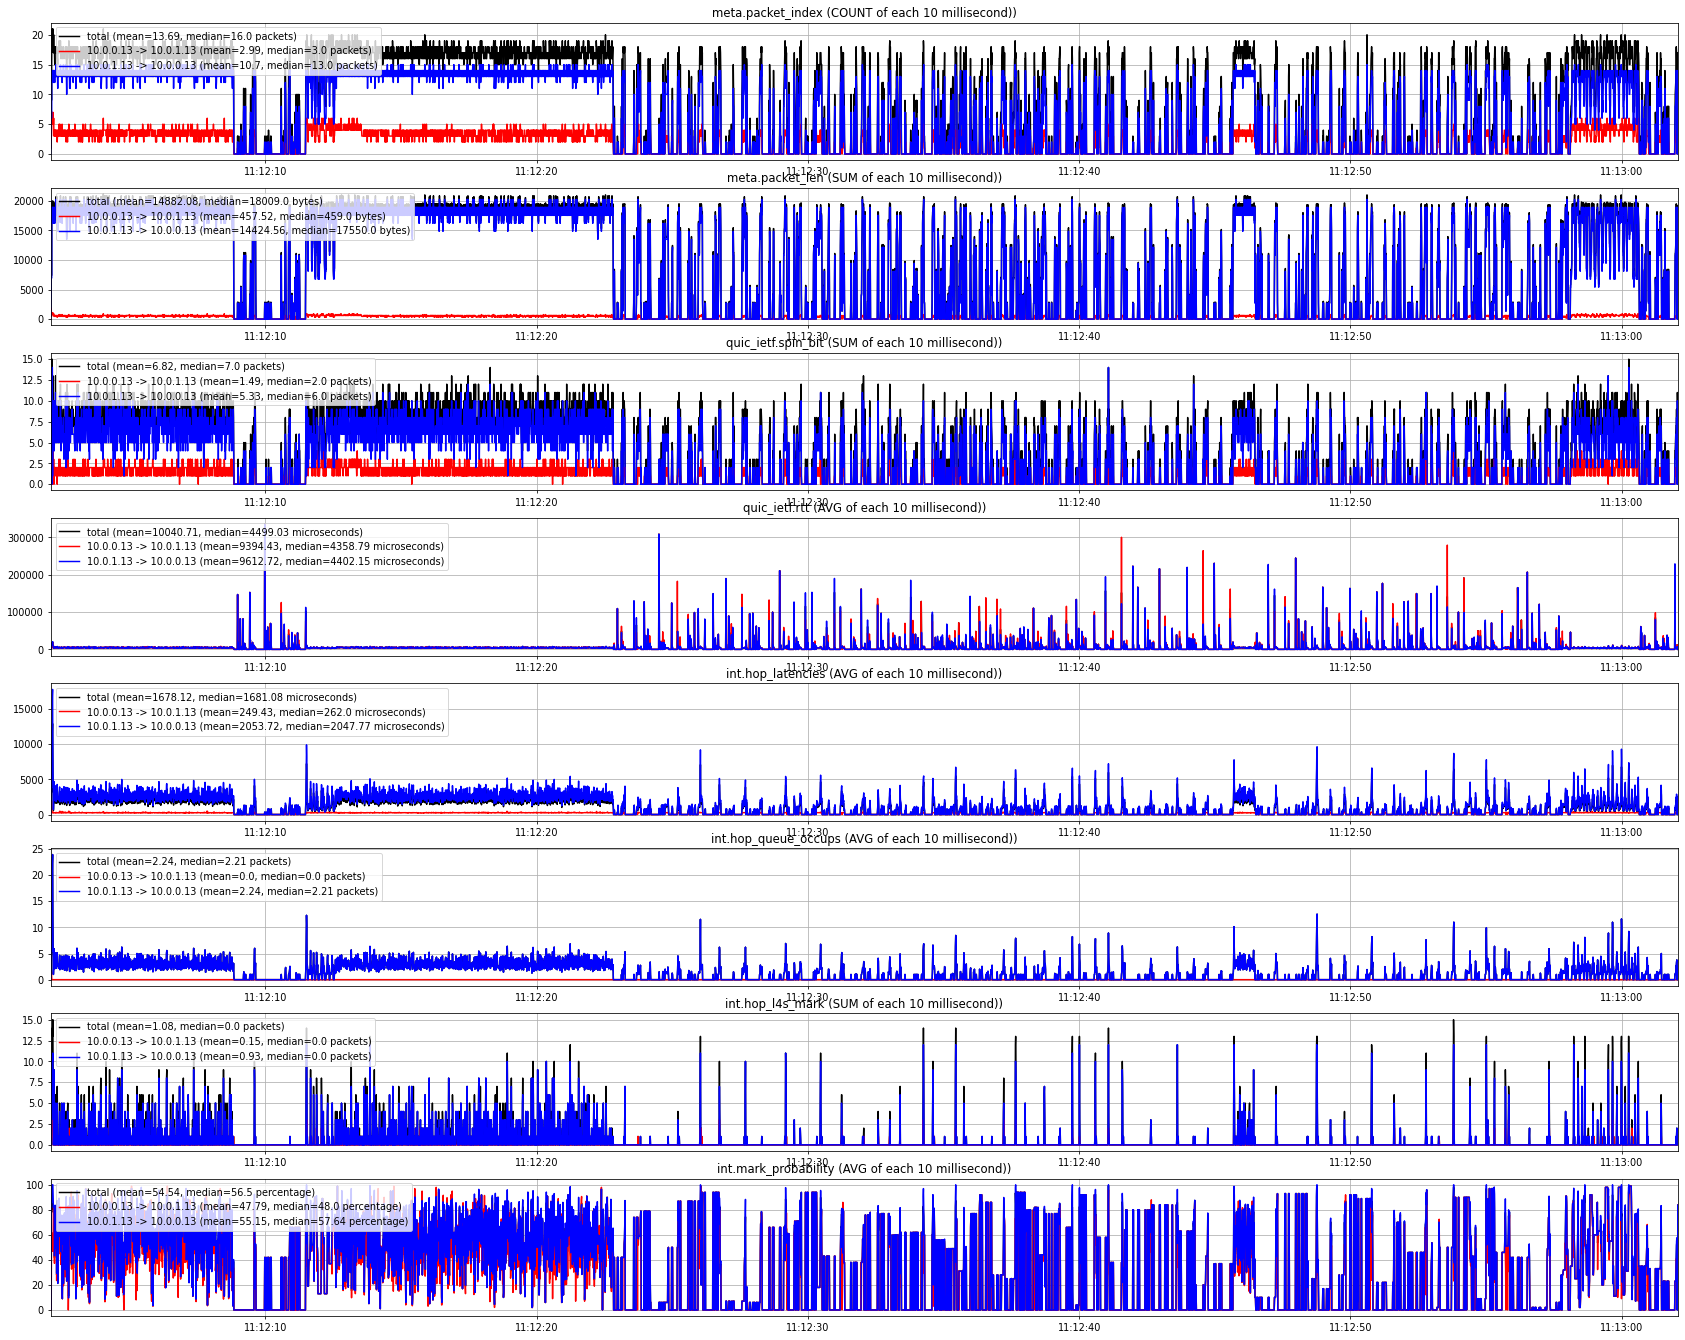 meta.packet_index (COUNT of each 10 millisecond))
total (mean=13.69, median=16.0 packets)
10.0.0.13 -> 10.0.1.13 (mean=2.99, median=3.0 packets)
10.0.1.13 -> 10.0.0.13 (mean=10.7, median=13.0 packets)
20
15
10
5
0
11:12:10 11:12:20 11:12:30 11:12:40 11:12:50 11:13:00
meta.packet_len (SUM of each 10 millisecond))
total (mean=14882.08, median=18009.0 bytes)
10.0.0.13 -> 10.0.1.13 (mean=457.52, median=459.0 bytes)
10.0.1.13 -> 10.0.0.13 (mean=14424.56, median=17550.0 bytes)
20000
15000
10000
5000
0
11:12:10 11:12:20 11:12:30 11:12:40 11:12:50 11:13:00
quic_ietf.spin_bit (SUM of each 10 millisecond))
total (mean=6.82, median=7.0 packets)
10.0.0.13 -> 10.0.1.13 (mean=1.49, median=2.0 packets)
10.0.1.13 -> 10.0.0.13 (mean=5.33, median=6.0 packets)
15.0
12.5
10.0
7.5
5.0
2.5
0.0
11:12:10 11:12:20 11:12:30 11:12:40 11:12:50 11:13:00
quic_ietf.rtt (AVG of each 10 millisecond))
total (mean=10040.71, median=4499.03 microseconds)
10.0.0.13 -> 10.0.1.13 (mean=9394.43, median=4358.79 microseconds)
10.0.1.13 -> 10.0.0.13 (mean=9612.72, median=4402.15 microseconds)
300000
200000
100000
0
11:12:10 11:12:20 11:12:30 11:12:40 11:12:50 11:13:00
int.hop_latencies (AVG of each 10 millisecond))
total (mean=1678.12, median=1681.08 microseconds)
10.0.0.13 -> 10.0.1.13 (mean=249.43, median=262.0 microseconds)
10.0.1.13 -> 10.0.0.13 (mean=2053.72, median=2047.77 microseconds)
15000
10000
5000
0
11:12:10 11:12:20 11:12:30 11:12:40 11:12:50 11:13:00
int.hop_queue_occups (AVG of each 10 millisecond))
total (mean=2.24, median=2.21 packets)
10.0.0.13 -> 10.0.1.13 (mean=0.0, median=0.0 packets)
10.0.1.13 -> 10.0.0.13 (mean=2.24, median=2.21 packets)
25
20
15
10
5
0
11:12:10 11:12:20 11:12:30 11:12:40 11:12:50 11:13:00
int.hop_l4s_mark (SUM of each 10 millisecond))
total (mean=1.08, median=0.0 packets)
10.0.0.13 -> 10.0.1.13 (mean=0.15, median=0.0 packets)
10.0.1.13 -> 10.0.0.13 (mean=0.93, median=0.0 packets)
15.0
12.5
10.0
7.5
5.0
2.5
0.0
11:12:10 11:12:20 11:12:30 11:12:40 11:12:50 11:13:00
int.mark_probability (AVG of each 10 millisecond))
total (mean=54.54, median=56.5 percentage)
10.0.0.13 -> 10.0.1.13 (mean=47.79, median=48.0 percentage)
10.0.1.13 -> 10.0.0.13 (mean=55.15, median=57.64 percentage)
100
80
60
40
20
0
11:12:10 11:12:20 11:12:30 11:12:40 11:12:50 11:13:00